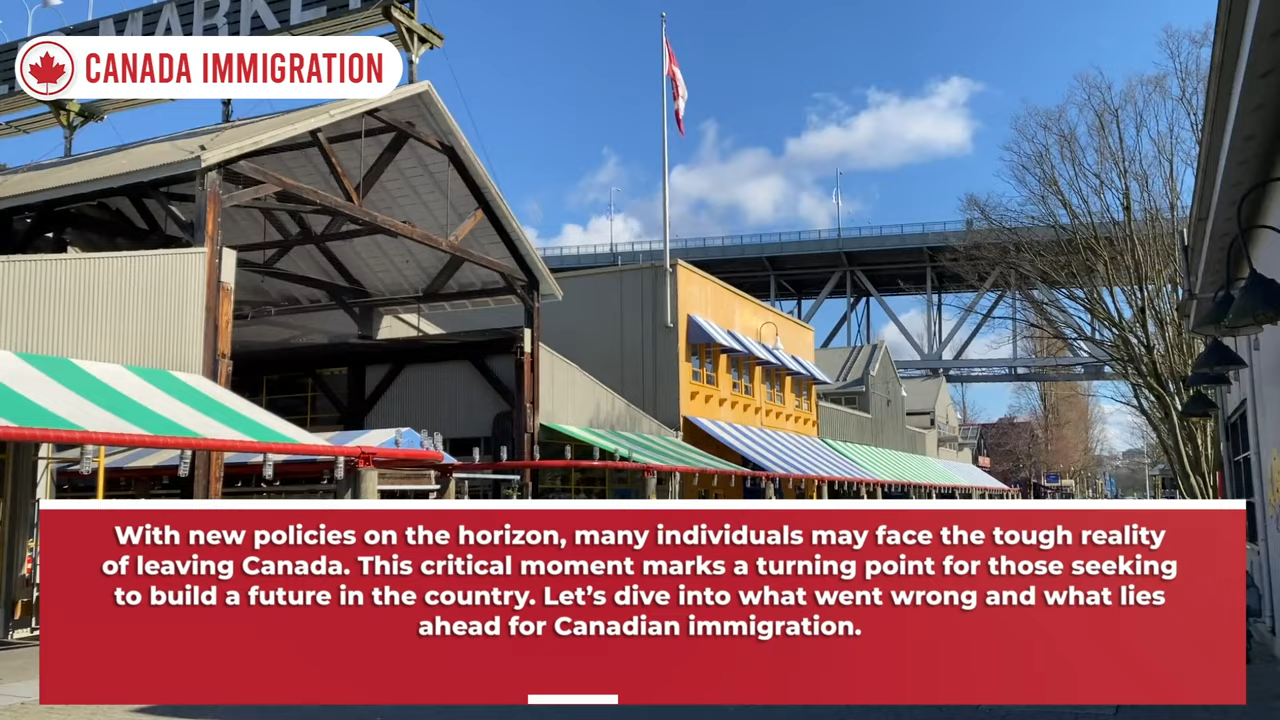 MARKET
CANADA IMMIGRATION
With new policies on the horizon, many individuals may face the tough reality
of leaving Canada. This critical moment marks a turning point for those seeking
to build a future in the country. Let's dive into what went wrong and what lies
ahead for Canadian immigration.